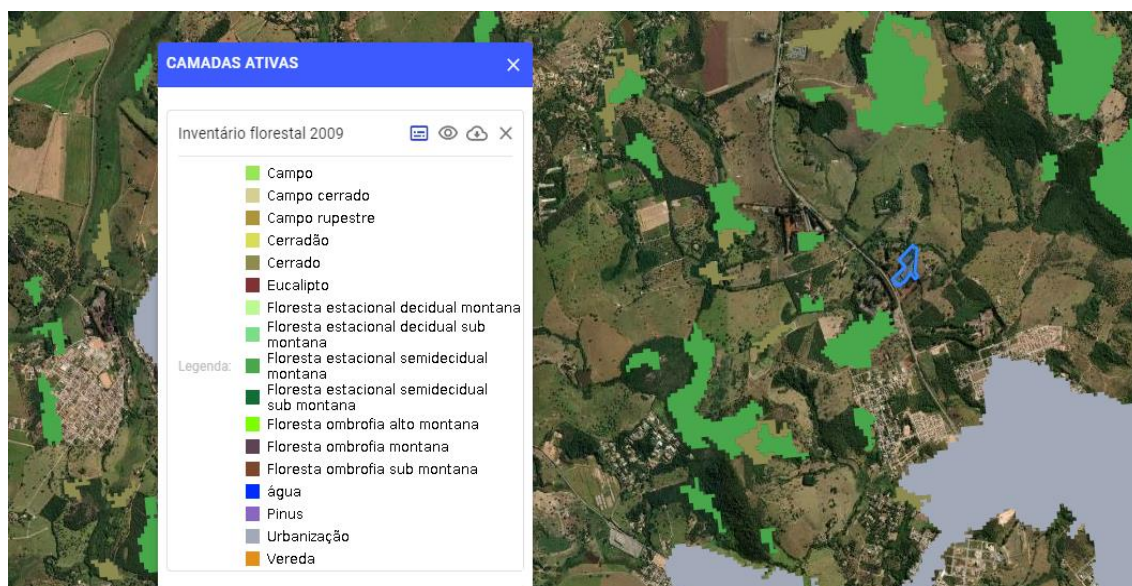 CAMADAS ATIVAS
Inventário florestal 2009
Legenda:
Campo
Campo cerrado
Campo rupestre
Cerradão
Cerrado
Eucalipto
Floresta estacional decidual montana
Floresta estacional decidual sub
montana
Floresta estacional semidecidual
montana
Floresta estacional semidecidual
sub montana
Floresta ombrofia alto montana
Floresta ombrofia montana
Floresta ombrofia sub montana
água
Pinus
Urbanização
Vereda